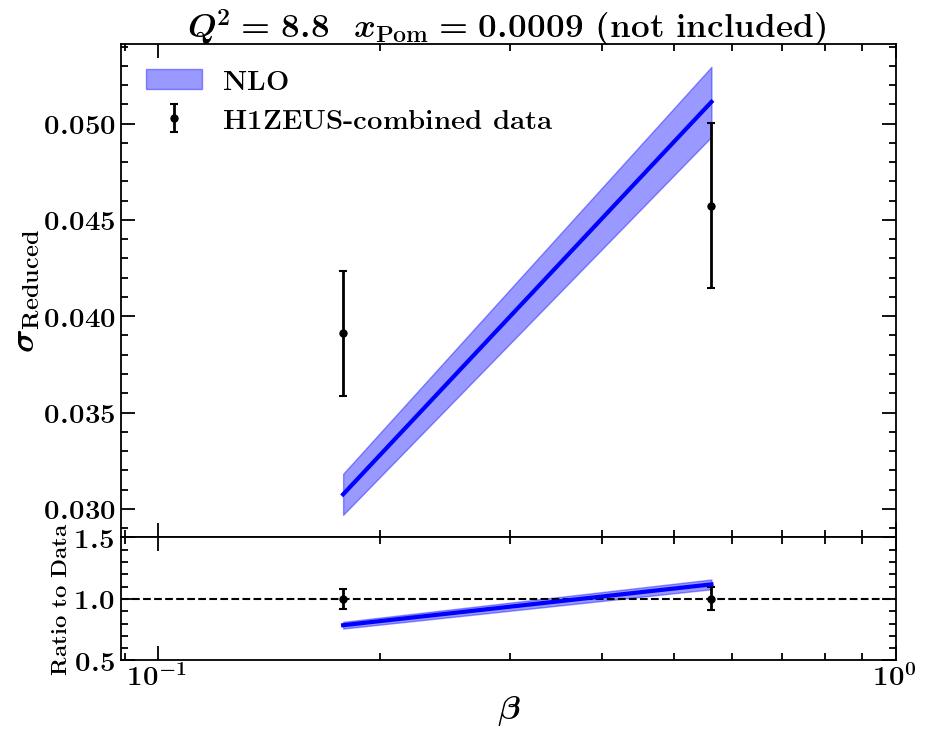 Q² = 8.8 x_Pom = 0.0009 (not included)
NLO
H1ZEUS-combined data
σ_Reduced
0.050
0.045
0.040
0.035
0.030
Ratio to Data
1.5
1.0
0.5
10⁻¹
10⁰
β